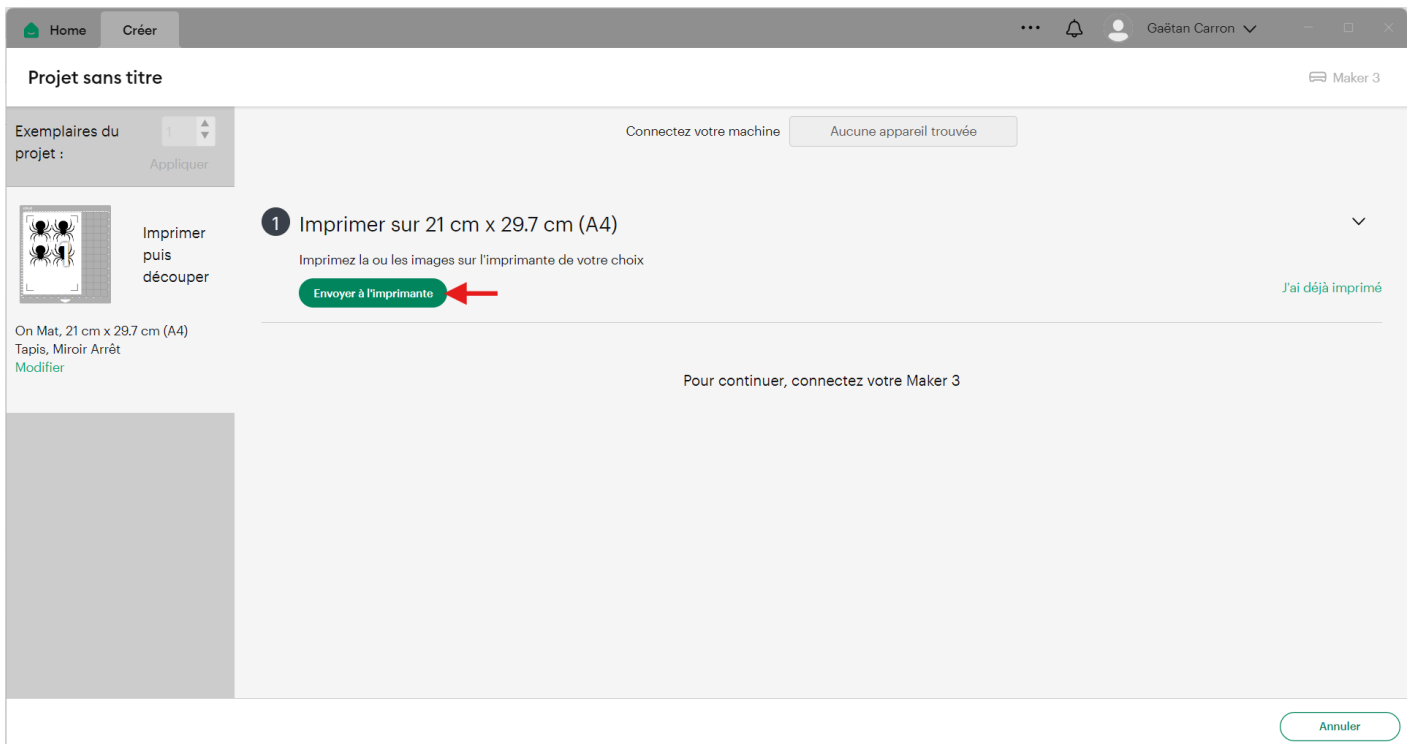 Home
Créer
Gaëtan Carron
Projet sans titre
Maker 3
Exemplaires du
projet :
1
Appliquer
Connectez votre machine
Aucune appareil trouvée
Imprimer
puis
découper
On Mat, 21 cm x 29.7 cm (A4)
Tapis, Miroir Arrêt
Modifier
1 Imprimer sur 21 cm x 29.7 cm (A4)
Imprimez la ou les images sur l'imprimante de votre choix
Envoyer à l'imprimante
J'ai déjà imprimé
Pour continuer, connectez votre Maker 3
Annuler